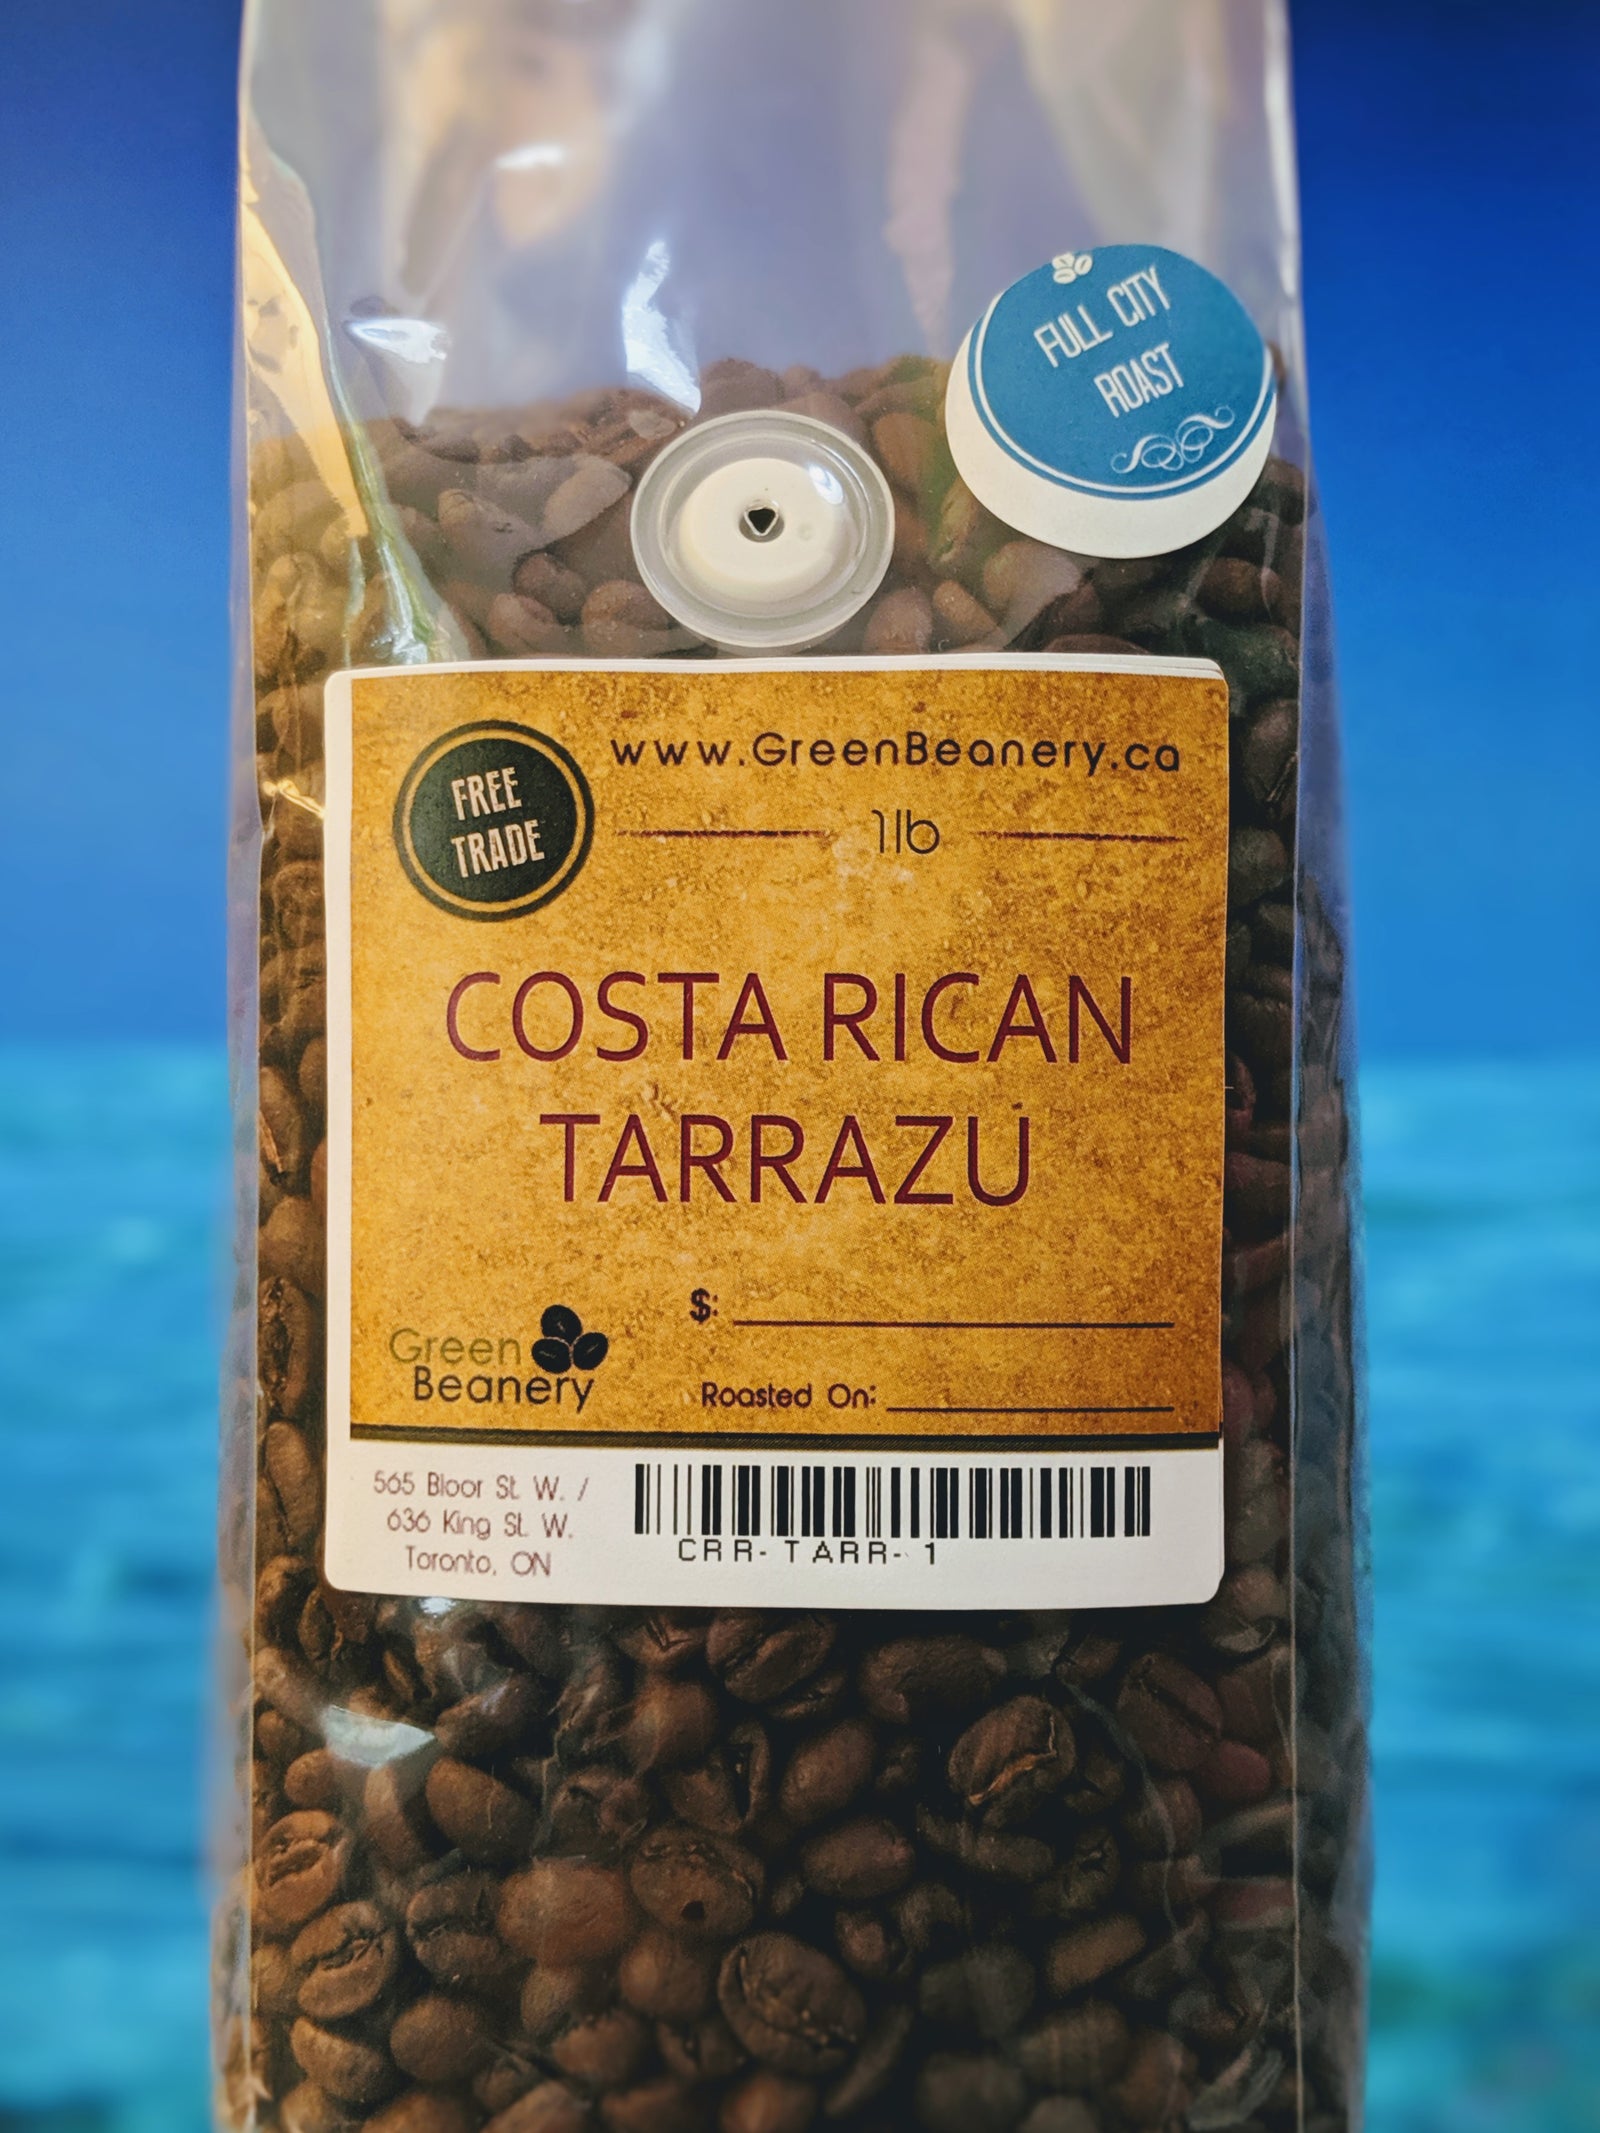 FULL CITY
ROAST
FREE
TRADE
www.GreenBeanery.ca
1lb
COSTA RICAN
TARRAZÚ
$:
Green
Beanery
Roasted On:
565 Bloor St. W. /
636 King St. W.
Toronto, ON
CRR-TARR-1